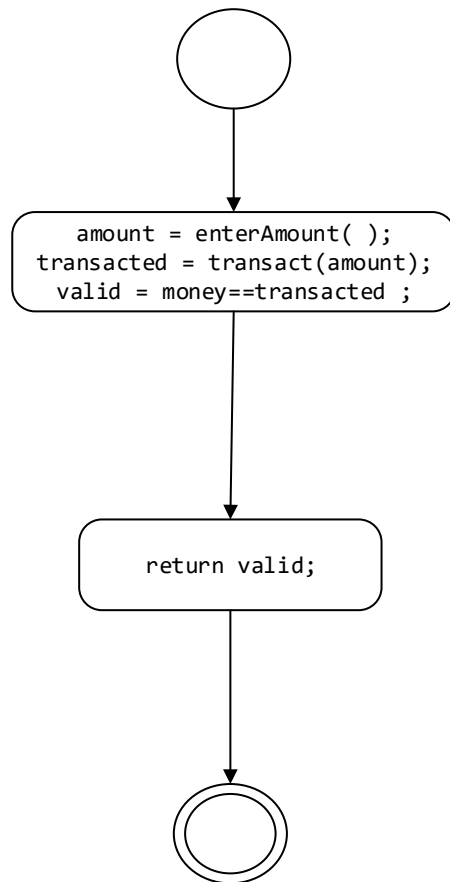 amount = enterAmount( );
transacted = transact(amount);
valid = money==transacted ;
return valid;